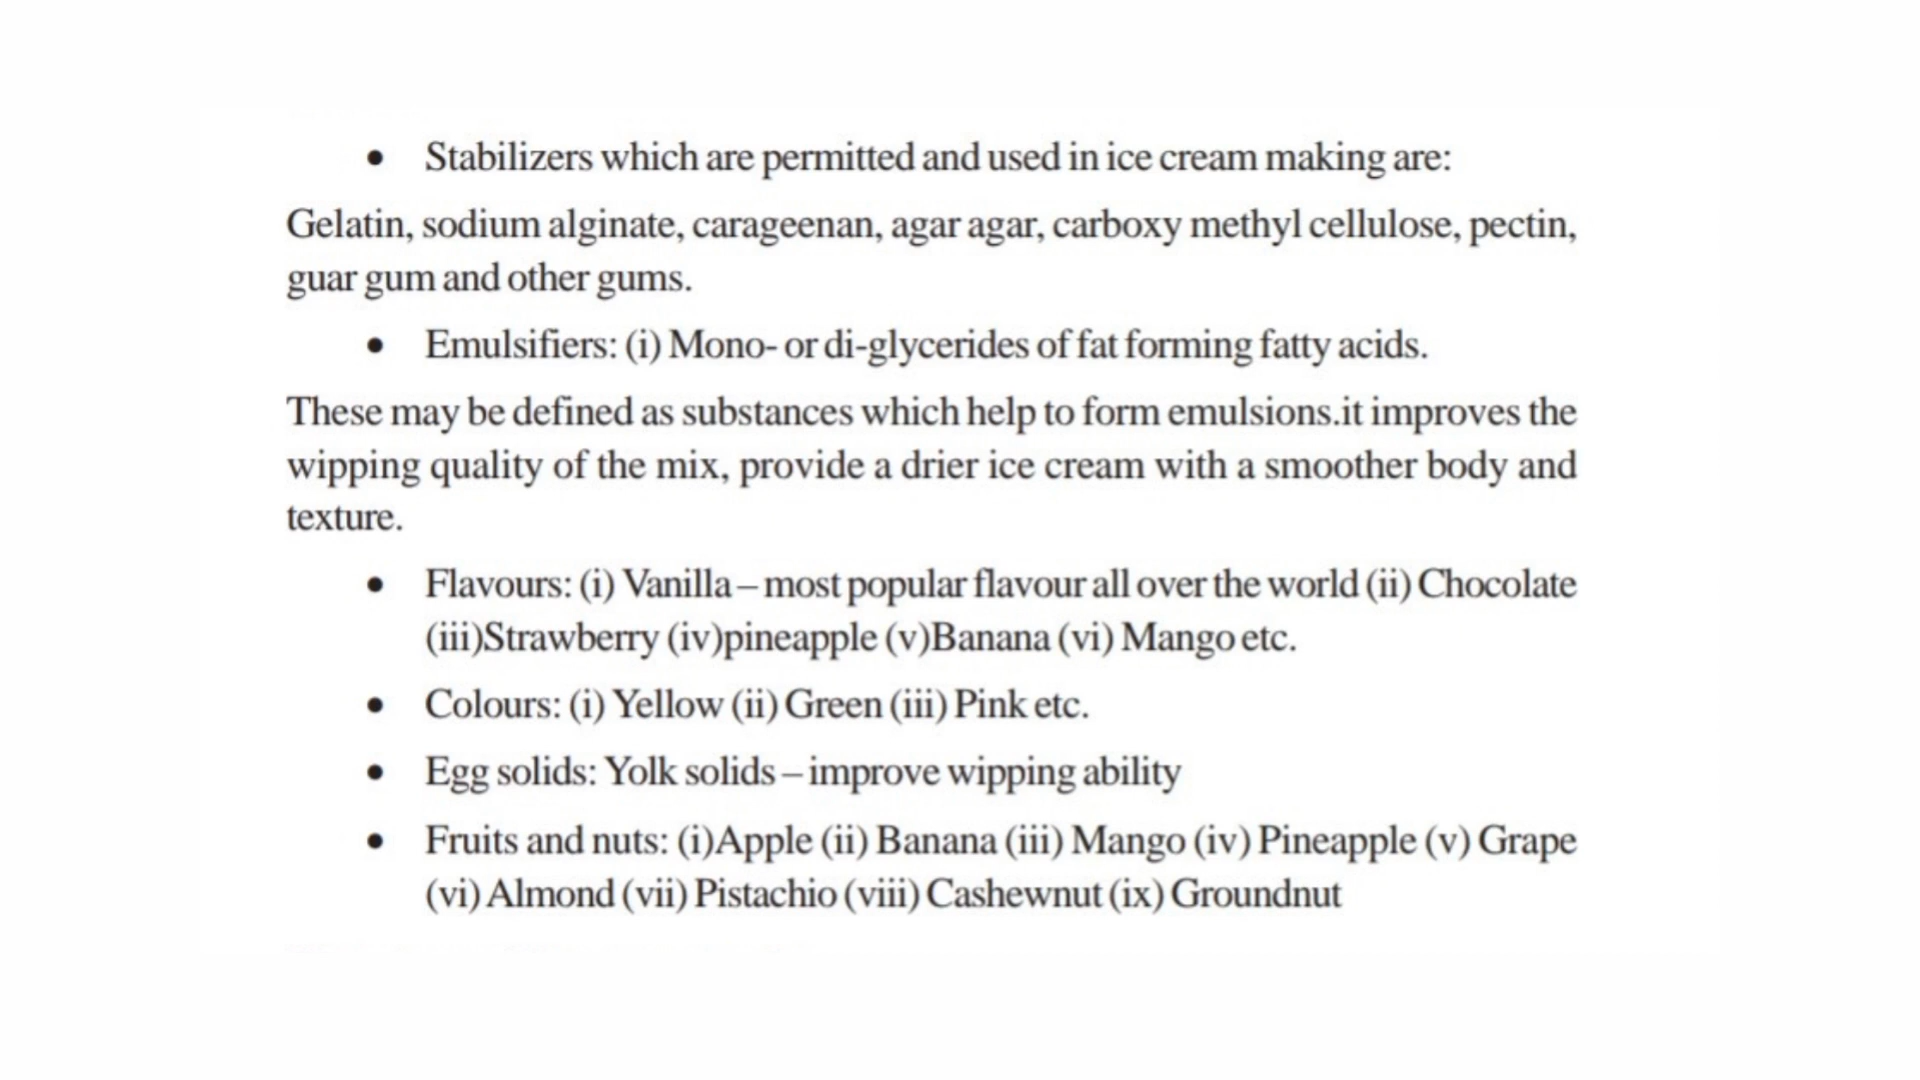 • Stabilizers which are permitted and used in ice cream making are:
Gelatin, sodium alginate, carageenan, agar agar, carboxy methyl cellulose, pectin,
guar gum and other gums.
• Emulsifiers: (i) Mono- or di-glycerides of fat forming fatty acids.
These may be defined as substances which help to form emulsions.it improves the
wipping quality of the mix, provide a drier ice cream with a smoother body and
texture.
• Flavours: (i) Vanilla – most popular flavour all over the world (ii) Chocolate
(iii)Strawberry (iv)pineapple (v)Banana (vi) Mango etc.
• Colours: (i) Yellow (ii) Green (iii) Pink etc.
• Egg solids: Yolk solids – improve wipping ability
• Fruits and nuts: (i)Apple (ii) Banana (iii) Mango (iv) Pineapple (v) Grape
(vi) Almond (vii) Pistachio (viii) Cashewnut (ix) Groundnut